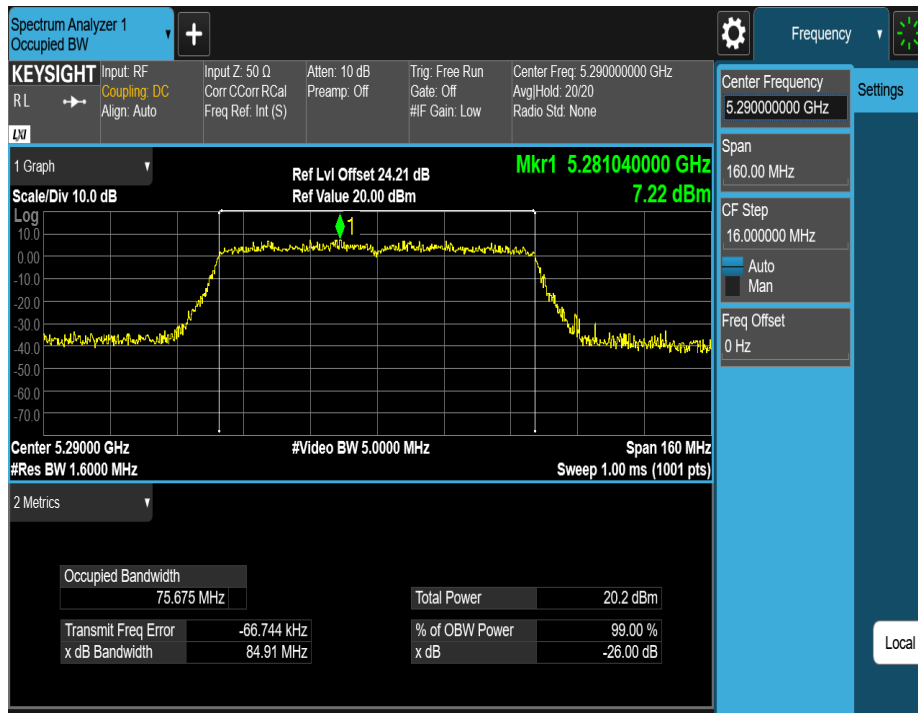 Spectrum Analyzer 1
Occupied BW
+
Frequency
KEYSIGHT
RL
LXI
Input: RF
Coupling: DC
Align: Auto
Input Z: 50 Ω
Corr CCorr RCal
Freq Ref: Int (S)
Atten: 10 dB
Preamp: Off
Trig: Free Run
Gate: Off
#IF Gain: Low
Center Freq: 5.290000000 GHz
Avg|Hold: 20/20
Radio Std: None
Center Frequency
5.290000000 GHz
Settings
Span
160.00 MHz
CF Step
16.000000 MHz
Auto
Man
Freq Offset
0 Hz
Local
1 Graph
Scale/Div 10.0 dB
Ref Lvl Offset 24.21 dB
Ref Value 20.00 dBm
Mkr1 5.281040000 GHz
7.22 dBm
Log
10.0
0.00
-10.0
-20.0
-30.0
-40.0
-50.0
-60.0
-70.0
1
Center 5.29000 GHz
#Res BW 1.6000 MHz
#Video BW 5.0000 MHz
Span 160 MHz
Sweep 1.00 ms (1001 pts)
2 Metrics
Occupied Bandwidth
75.675 MHz
Total Power 20.2 dBm
Transmit Freq Error -66.744 kHz
% of OBW Power 99.00 %
x dB Bandwidth 84.91 MHz
x dB -26.00 dB